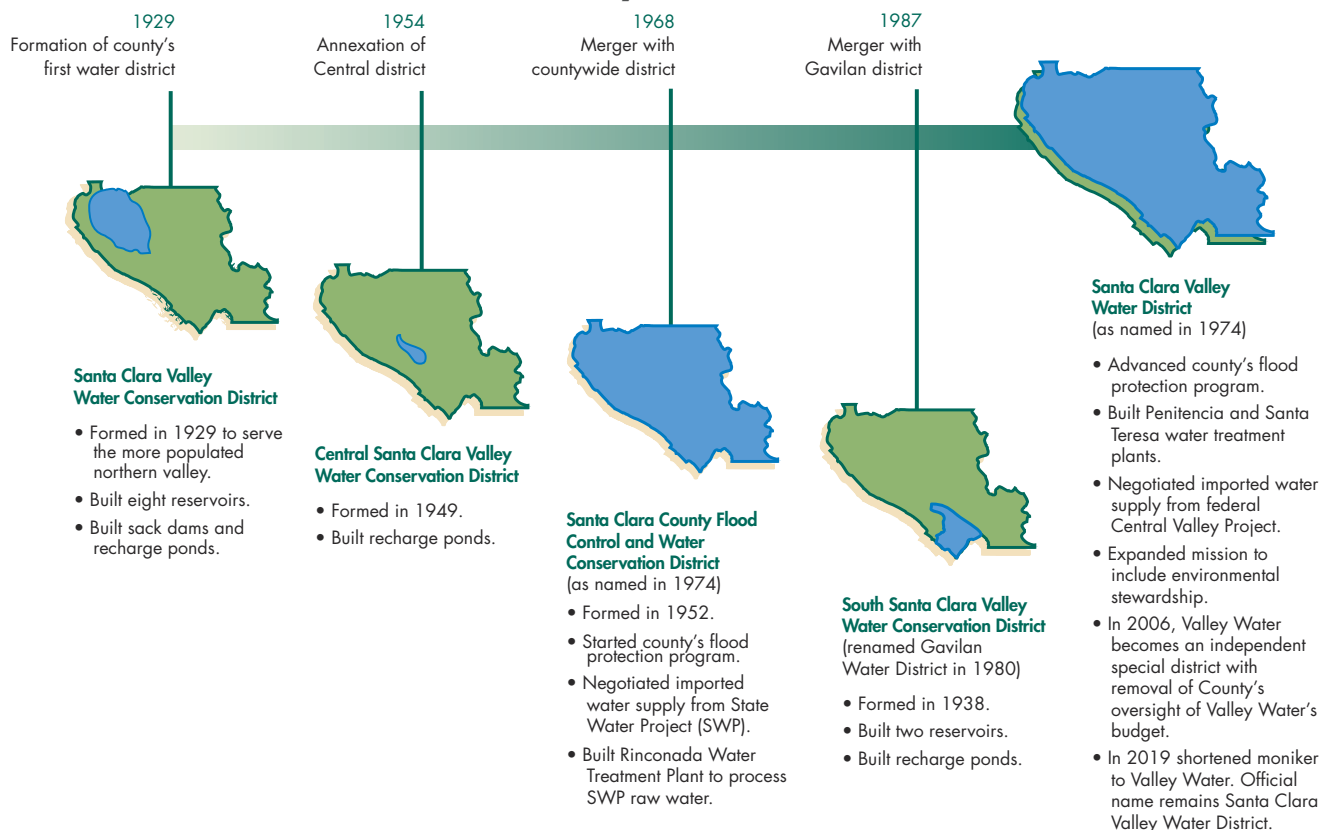 1929
Formation of county's
first water district
1954
Annexation of
Central district
1968
Merger with
countywide district
1987
Merger with
Gavilan district
Santa Clara Valley
Water Conservation District
• Formed in 1929 to serve
the more populated
northern valley.
• Built eight reservoirs.
• Built sack dams and
recharge ponds.
Central Santa Clara Valley
Water Conservation District
• Formed in 1949.
• Built recharge ponds.
Santa Clara County Flood
Control and Water
Conservation District
(as named in 1974)
• Formed in 1952.
• Started county's flood
protection program.
• Negotiated imported
water supply from State
Water Project (SWP).
• Built Rinconada Water
Treatment Plant to process
SWP raw water.
South Santa Clara Valley
Water Conservation District
(renamed Gavilan
Water District in 1980)
• Formed in 1938.
• Built two reservoirs.
• Built recharge ponds.
Santa Clara Valley
Water District
(as named in 1974)
• Advanced county's flood
protection program.
• Built Penitencia and Santa
Teresa water treatment
plants.
• Negotiated imported water
supply from federal
Central Valley Project.
• Expanded mission to
include environmental
stewardship.
• In 2006, Valley Water
becomes an independent
special district with
removal of County's
oversight of Valley Water's
budget.
• In 2019 shortened moniker
to Valley Water. Official
name remains Santa Clara
Valley Water District.